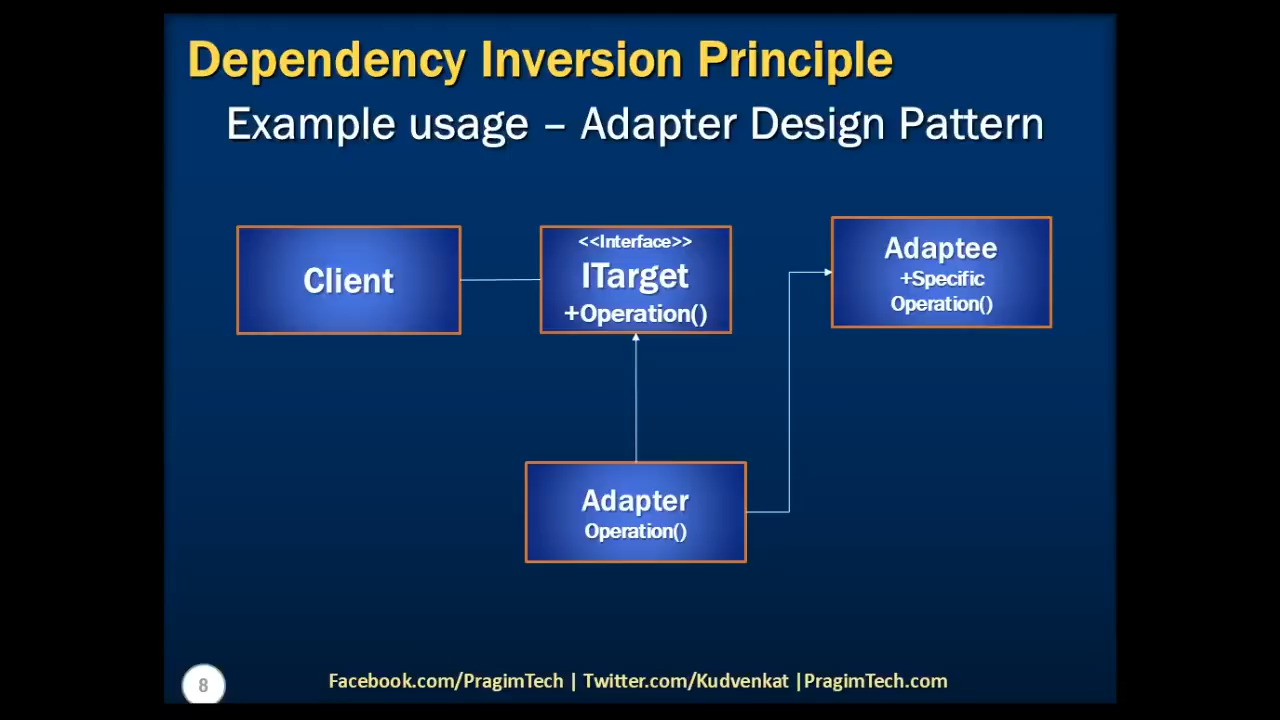 Dependency Inversion Principle
Example usage – Adapter Design Pattern
Client
<<Interface>>
ITarget
+Operation()
Adaptee
+Specific
Operation()
Adapter
Operation()
8
Facebook.com/PragimTech | Twitter.com/Kudvenkat |PragimTech.com